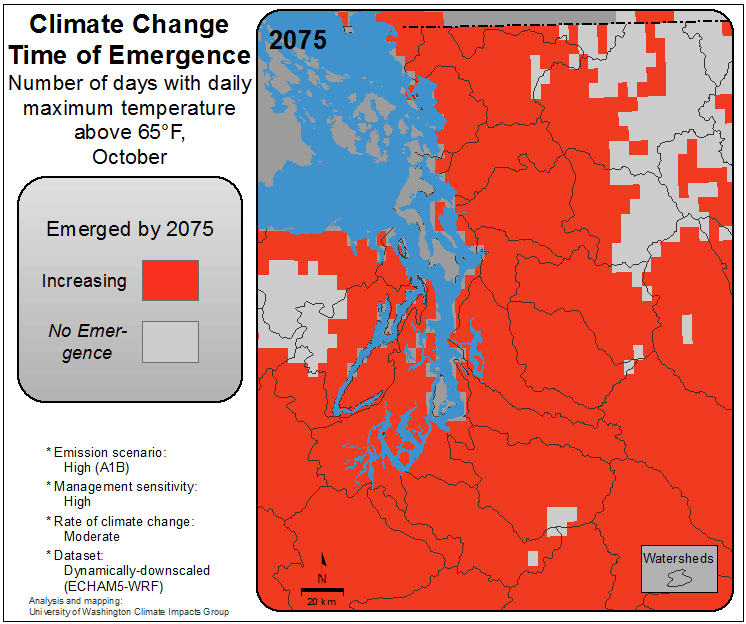 Climate Change
Time of Emergence
Number of days with daily
maximum temperature
above 65°F,
October
Emerged by 2075
Increasing
No Emer-
gence
* Emission scenario:
High (A1B)
* Management sensitivity:
High
* Rate of climate change:
Moderate
* Dataset:
Dynamically-downscaled
(ECHAM5-WRF)
Analysis and mapping:
University of Washington Climate Impacts Group
2075
N
20 km
Watersheds